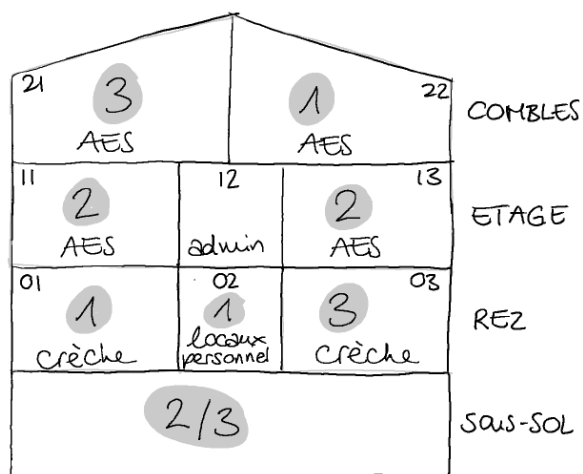 21 3 1 22
AES AES COMBLES
11 12 13
2 2 ETAGE
AES admin AES
01 02 03
1 1 3 REZ
crèche locaux personnel crèche
2/3 SOUS-SOL